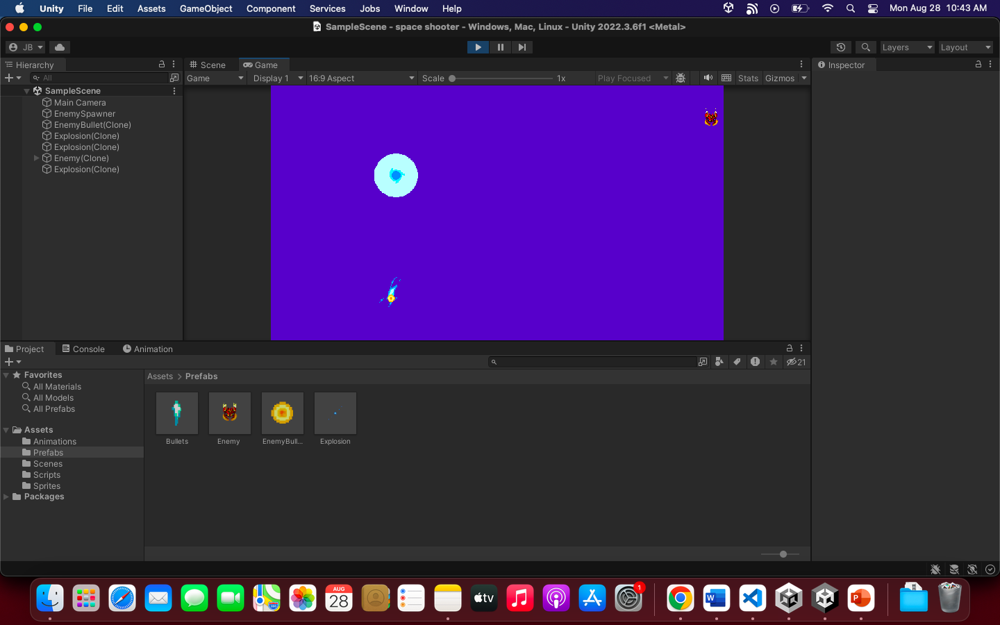 Unity File Edit Assets GameObject Component Services Jobs Window Help Mon Aug 28 10:43 AM
SampleScene - space shooter - Windows, Mac, Linux - Unity 2022.3.6f1 <Metal>
JB Layers Layout
Hierarchy Scene Game Inspector
All Game Display 1 16:9 Aspect Scale 1x Play Focused Stats Gizmos
SampleScene
Main Camera
EnemySpawner
EnemyBullet(Clone)
Explosion(Clone)
Explosion(Clone)
Enemy(Clone)
Explosion(Clone)
Project Console Animation
21
Favorites
All Materials
All Models
All Prefabs
Assets
Animations
Prefabs
Scenes
Scripts
Sprites
Packages
Assets > Prefabs
Bullets Enemy EnemyBull... Explosion
AUG
28
tv
1
W
P